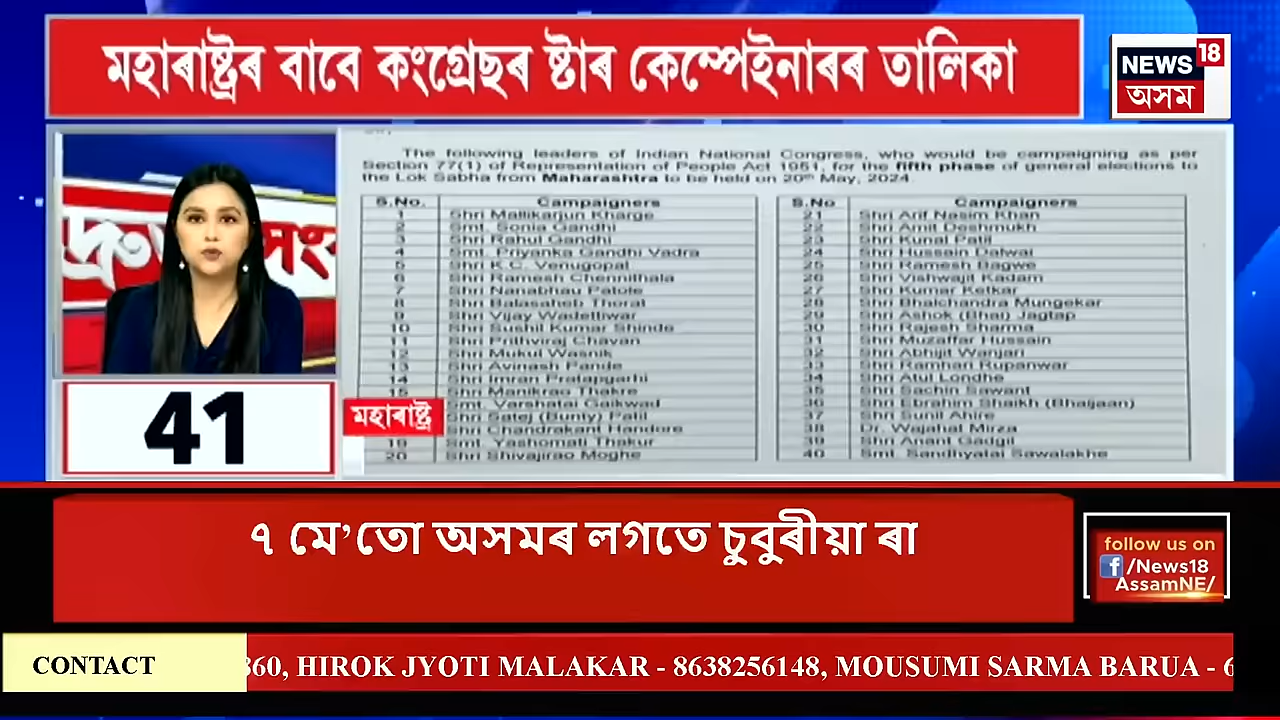 মহাৰাষ্ট্ৰৰ বাবে কংগ্ৰেছৰ ষ্টাৰ কেম্পেইনাৰৰ তালিকা
NEWS 18
অসম
The following leaders of Indian National Congress, who would be campaigning as per
Section 77(1) of Representation of People Act 1951, for the fifth phase of general elections to
the Lok Sabha from Maharashtra to be held on 20th May, 2024.
S.No. Campaigners
1 Shri Mallikarjun Kharge
2 Smt. Sonia Gandhi
3 Shri Rahul Gandhi
4 Smt. Priyanka Gandhi Vadra
5 Shri K.C. Venugopal
6 Shri Ramesh Chennithala
7 Shri Nanabhau Patole
8 Shri Balasaheb Thorat
9 Shri Vijay Wadettiwar
10 Shri Sushil Kumar Shinde
11 Shri Prithviraj Chavan
12 Shri Mukul Wasnik
13 Shri Avinash Pande
14 Shri Imran Pratapgarhi
15 Shri Manikrao Thakre
Smt. Varshatai Gaikwad
Shri Satej (Bunty) Patil
Shri Chandrakant Handore
19 Smt. Yashomati Thakur
20 Shri Shivajirao Moghe
S.No Campaigners
21 Shri Arif Nasim Khan
22 Shri Amit Deshmukh
23 Shri Kunal Patil
24 Shri Hussain Dalwai
25 Shri Ramesh Bagwe
26 Shri Vishwajit Kadam
27 Shri Kumar Ketkar
28 Shri Bhalchandra Mungekar
29 Shri Ashok (Bhai) Jagtap
30 Shri Rajesh Sharma
31 Shri Muzaffar Hussain
32 Shri Abhijit Wanjari
33 Shri Ramhari Rupanwar
34 Shri Atul Londhe
35 Shri Sachin Sawant
36 Shri Ebrahim Shaikh (Bhaijaan)
37 Shri Sunil Ahire
38 Dr. Wajahat Mirza
39 Shri Anant Gadgil
40 Smt. Sandhyatai Sawalakhe
দ্ৰুত সংব
41
মহাৰাষ্ট্ৰ
৭ মে'তো অসমৰ লগতে চুবুৰীয়া ৰা
follow us on
/News18
AssamNE/
CONTACT 360, HIROK JYOTI MALAKAR - 8638256148, MOUSUMI SARMA BARUA - 6